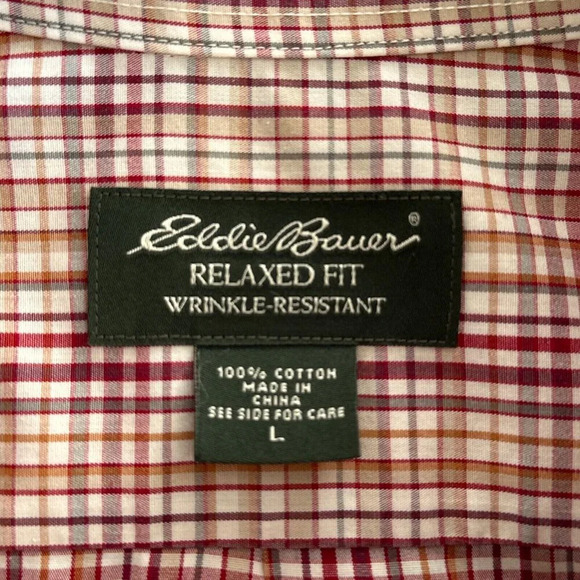 Eddie Bauer®
RELAXED FIT
WRINKLE-RESISTANT
100% COTTON
MADE IN
CHINA
SEE SIDE FOR CARE
L